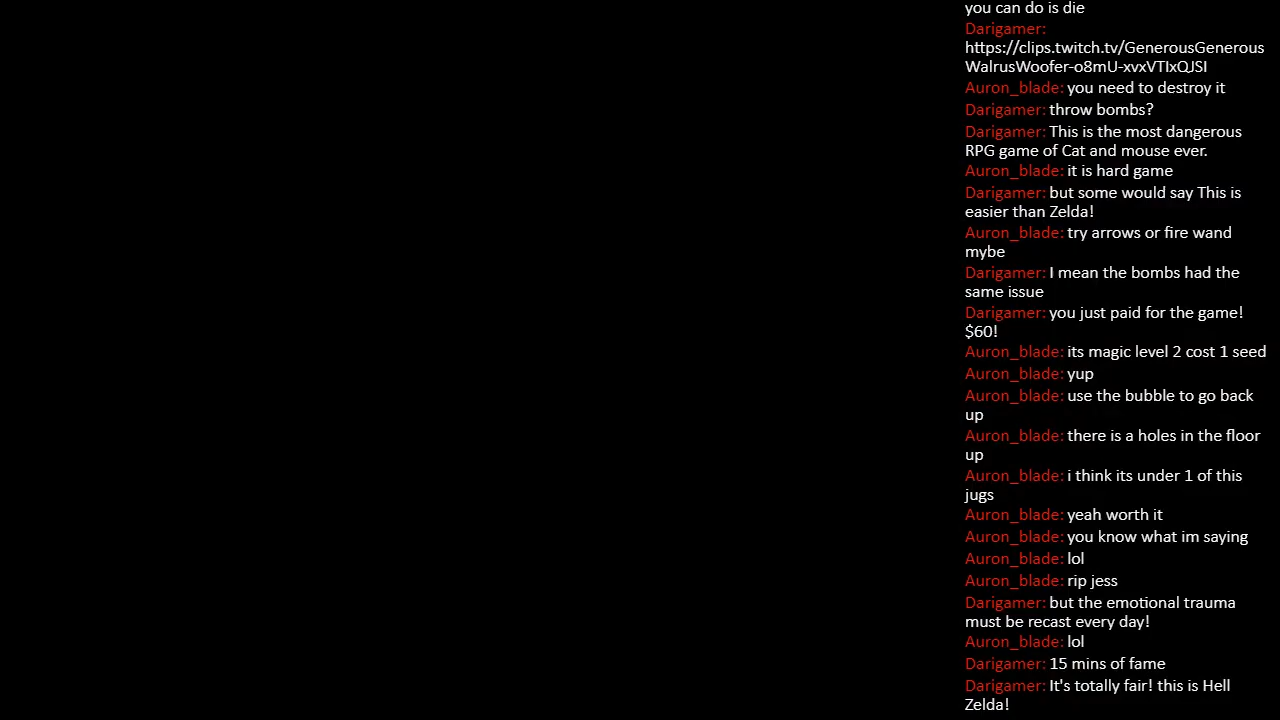 you can do is die
Darigamer:
https://clips.twitch.tv/GenerousGenerous
WalrusWoofer-o8mU-xvxVTIxQJSI
Auron_blade: you need to destroy it
Darigamer: throw bombs?
Darigamer: This is the most dangerous
RPG game of Cat and mouse ever.
Auron_blade: it is hard game
Darigamer: but some would say This is
easier than Zelda!
Auron_blade: try arrows or fire wand
mybe
Darigamer: I mean the bombs had the
same issue
Darigamer: you just paid for the game!
$60!
Auron_blade: its magic level 2 cost 1 seed
Auron_blade: yup
Auron_blade: use the bubble to go back
up
Auron_blade: there is a holes in the floor
up
Auron_blade: i think its under 1 of this
jugs
Auron_blade: yeah worth it
Auron_blade: you know what im saying
Auron_blade: lol
Auron_blade: rip jess
Darigamer: but the emotional trauma
must be recast every day!
Auron_blade: lol
Darigamer: 15 mins of fame
Darigamer: It's totally fair! this is Hell
Zelda!